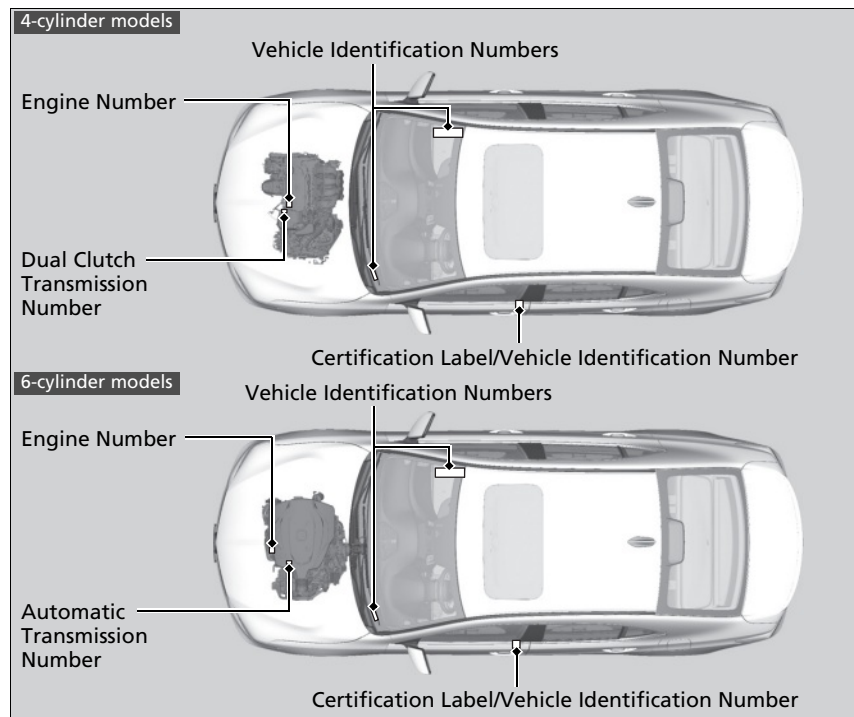 4-cylinder models
Vehicle Identification Numbers
Engine Number
Dual Clutch
Transmission
Number
Certification Label/Vehicle Identification Number
6-cylinder models
Vehicle Identification Numbers
Engine Number
Automatic
Transmission
Number
Certification Label/Vehicle Identification Number